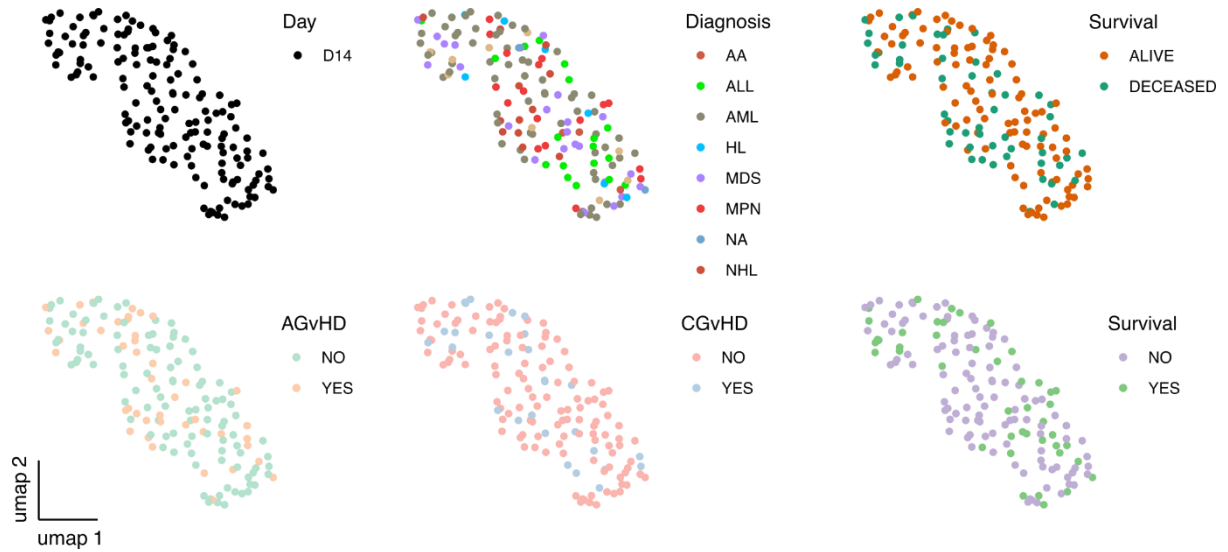 Day
D14
Diagnosis
AA
ALL
AML
HL
MDS
MPN
NA
NHL
Survival
ALIVE
DECEASED
AGvHD
NO
YES
CGvHD
NO
YES
Survival
NO
YES
umap 2
umap 1